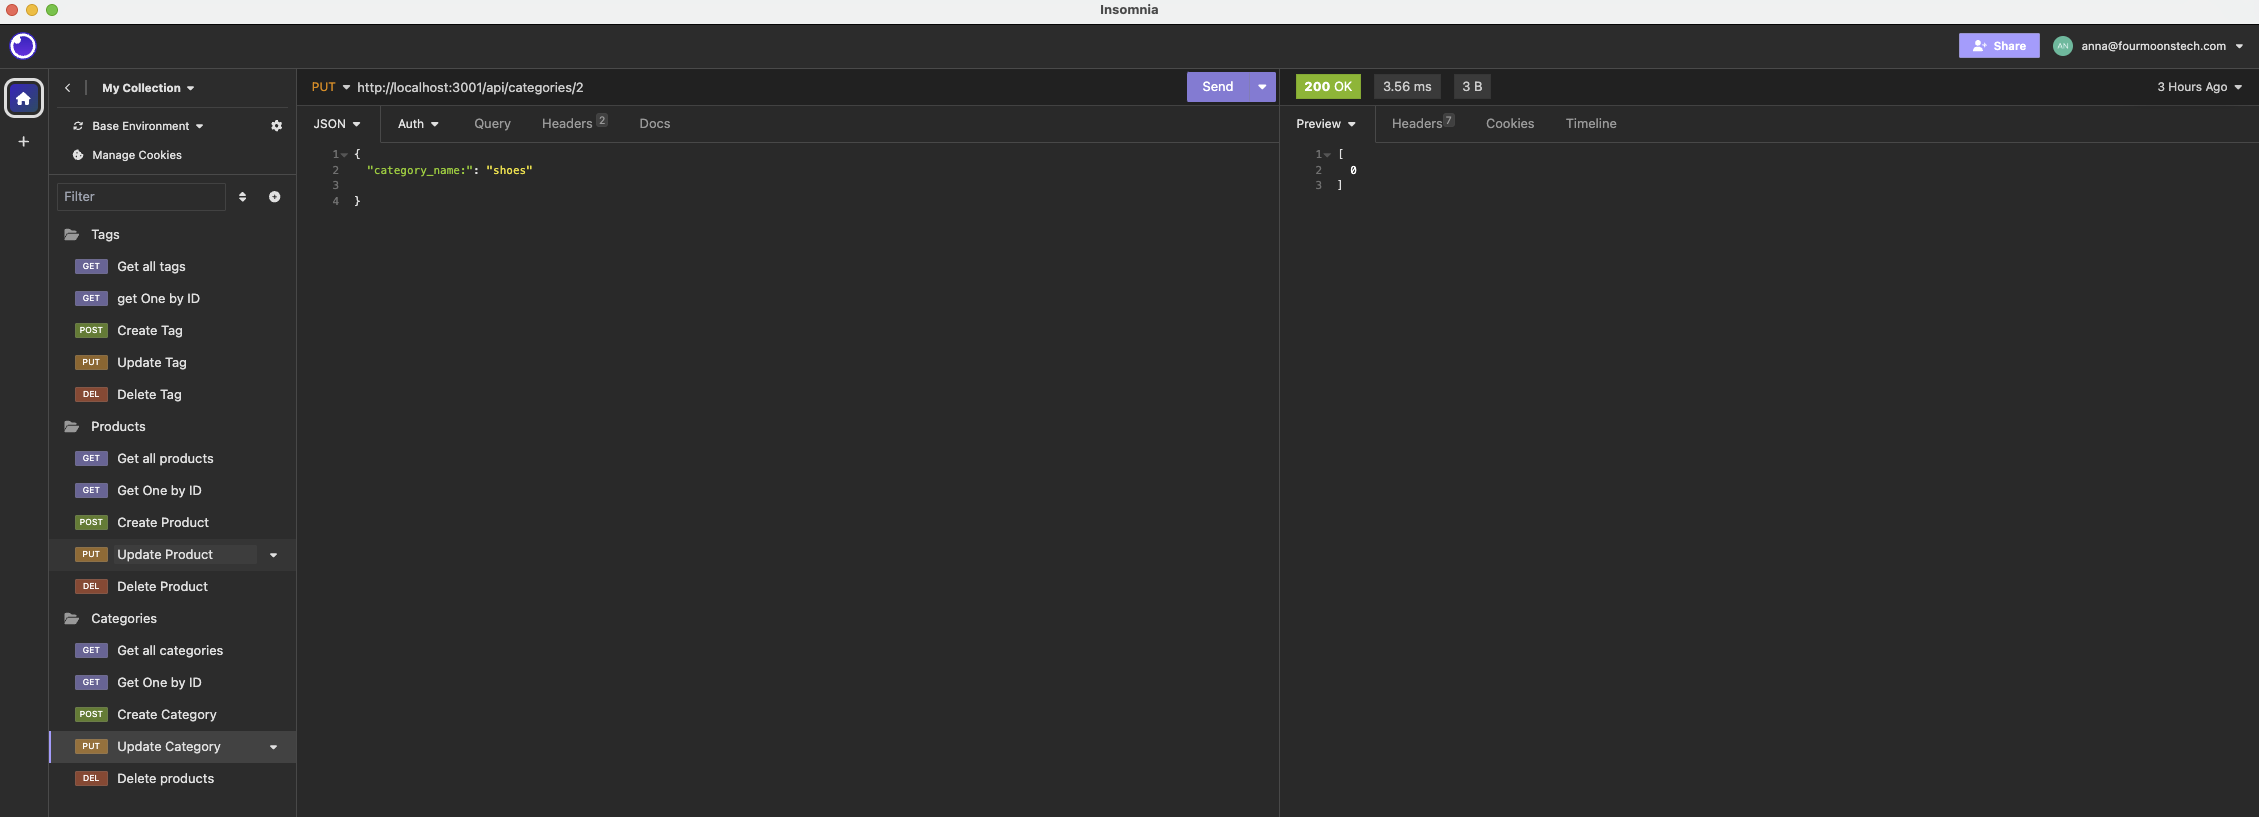 Insomnia
Share
AN
anna@fourmoonstech.com
My Collection
PUT http://localhost:3001/api/categories/2
Send
200 OK 3.56 ms 3 B
3 Hours Ago
Base Environment
Manage Cookies
JSON Auth Query Headers 2 Docs
Preview Headers 7 Cookies Timeline
1 {
2 "category_name:": "shoes"
3
4 }
1 [
2 0
3 ]
Filter
Tags
GET Get all tags
GET get One by ID
POST Create Tag
PUT Update Tag
DEL Delete Tag
Products
GET Get all products
GET Get One by ID
POST Create Product
PUT Update Product
DEL Delete Product
Categories
GET Get all categories
GET Get One by ID
POST Create Category
PUT Update Category
DEL Delete products